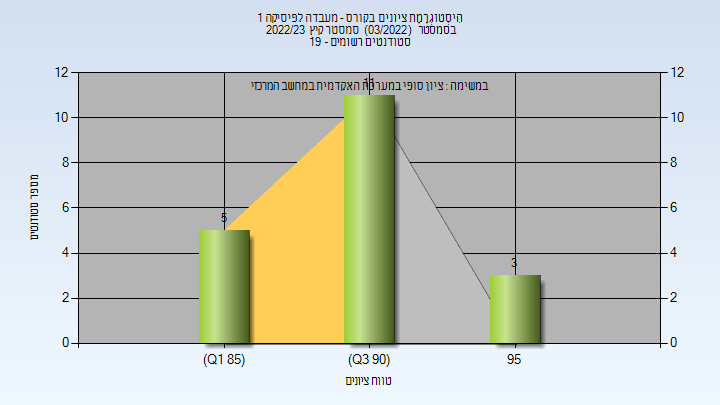 היסטוגרמת ציונים בקורס - מעבדה לפיסיקה 1
בסמסטר (03/2022) סמסטר קיץ 2022/23
סטודנטים רשומים - 19
במשימה : ציון סופי במערכת האקדמית במחשב המרכזי
12 12
10 10
8 8
6 6
4 4
2 2
0 0
5
11
3
מספר סטודנטים
(Q1 85) (Q3 90) 95
טווח ציונים